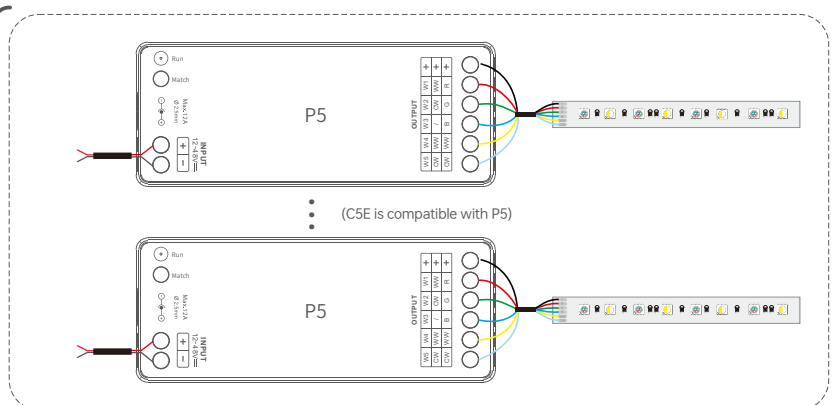 Run
Match
Max.12A
Ø 2.5mm
+
−
INPUT
12-48V⎓
P5
OUTPUT
+ + +
W1 WW R
W2 CW G
W3 / B
W4 WW WW
W5 CW CW
(C5E is compatible with P5)
Run
Match
Max.12A
Ø 2.5mm
+
−
INPUT
12-48V⎓
P5
OUTPUT
+ + +
W1 WW R
W2 CW G
W3 / B
W4 WW WW
W5 CW CW